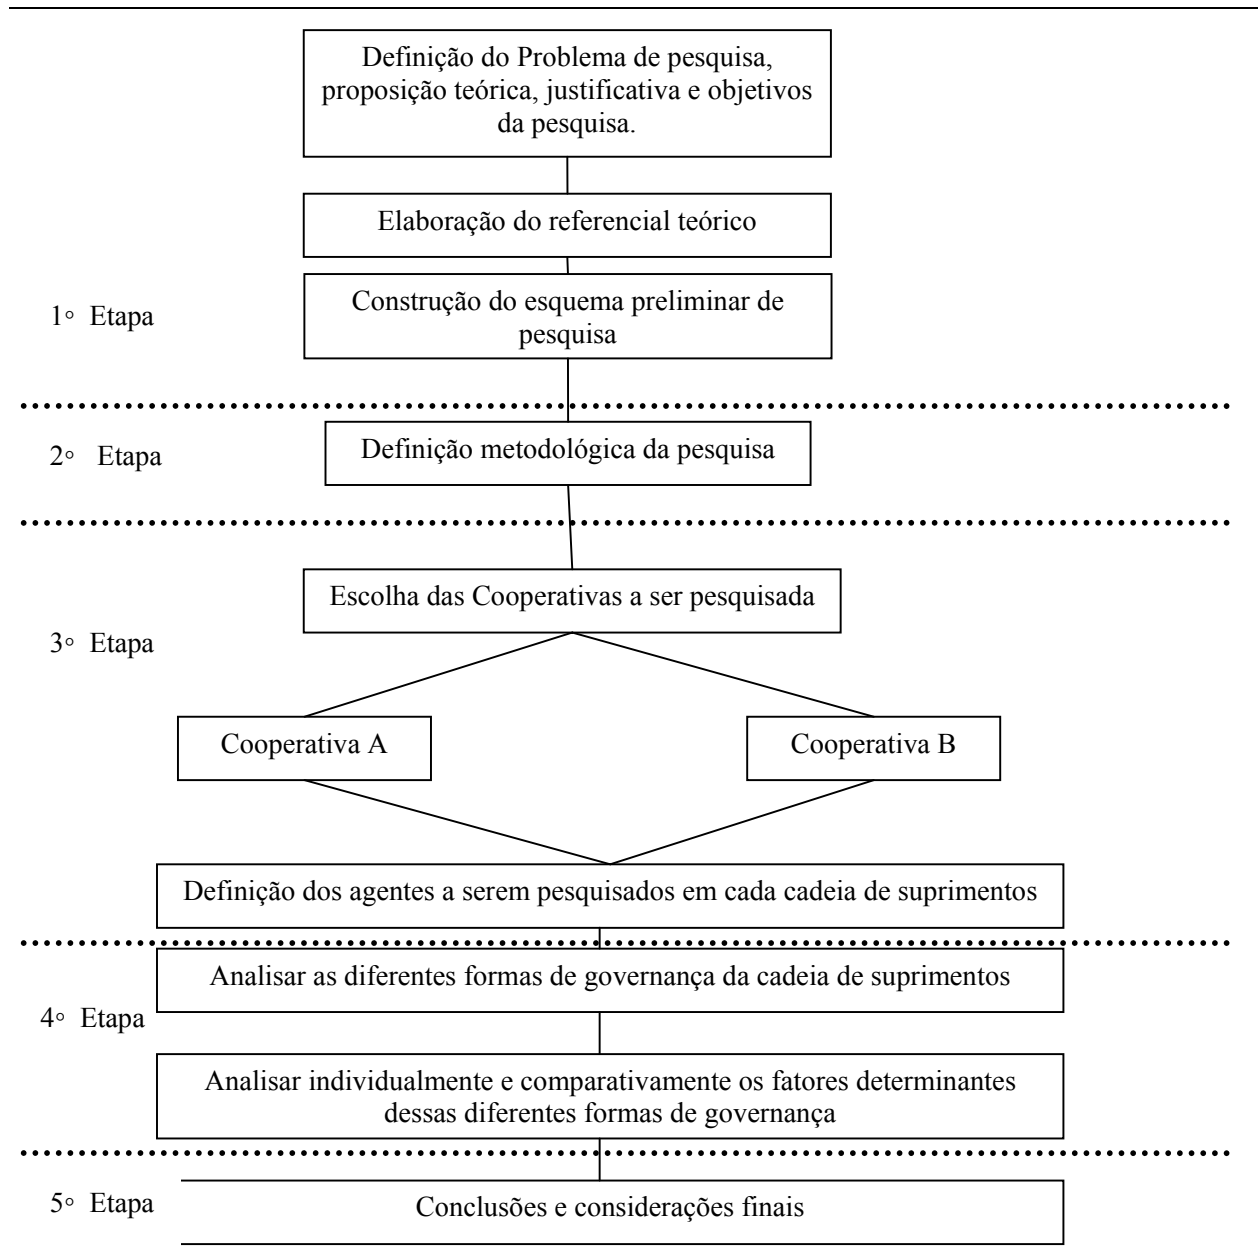 Definição do Problema de pesquisa,
proposição teórica, justificativa e objetivos
da pesquisa.
Elaboração do referencial teórico
1° Etapa
Construção do esquema preliminar de
pesquisa
2° Etapa
Definição metodológica da pesquisa
Escolha das Cooperativas a ser pesquisada
3° Etapa
Cooperativa A
Cooperativa B
Definição dos agentes a serem pesquisados em cada cadeia de suprimentos
Analisar as diferentes formas de governança da cadeia de suprimentos
4° Etapa
Analisar individualmente e comparativamente os fatores determinantes
dessas diferentes formas de governança
5° Etapa
Conclusões e considerações finais